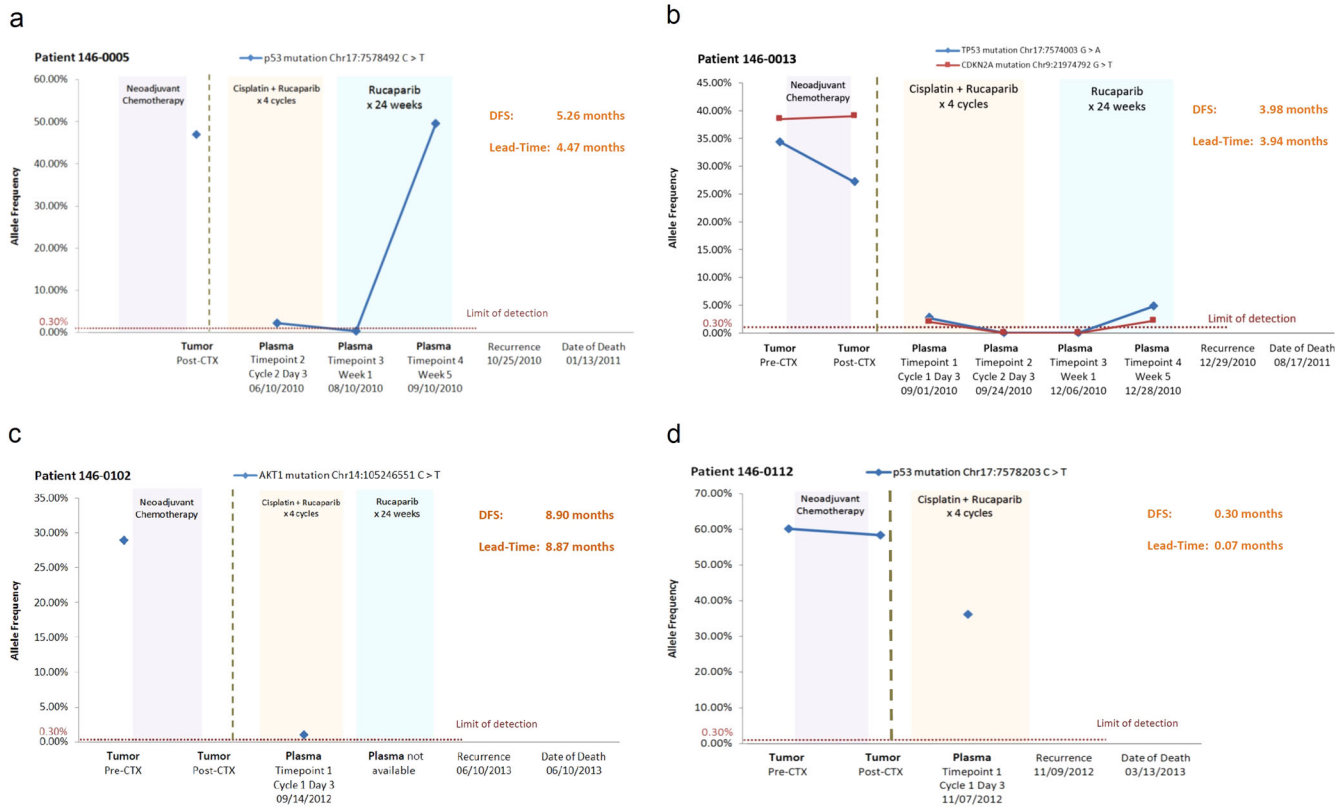 a
Patient 146-0005
p53 mutation Chr17:7578492 C > T
60.00%
50.00%
40.00%
30.00%
20.00%
10.00%
0.30%
0.00%
Allele Frequency
Neoadjuvant
Chemotherapy
Cisplatin + Rucaparib
x 4 cycles
Rucaparib
x 24 weeks
DFS: 5.26 months
Lead-Time: 4.47 months
Limit of detection
Tumor
Post-CTX
Plasma
Timepoint 2
Cycle 2 Day 3
06/10/2010
Plasma
Timepoint 3
Week 1
08/10/2010
Plasma
Timepoint 4
Week 5
09/10/2010
Recurrence
10/25/2010
Date of Death
01/13/2011
b
Patient 146-0013
TP53 mutation Chr17:7574003 G > A
CDKN2A mutation Chr9:21974792 G > T
45.00%
40.00%
35.00%
30.00%
25.00%
20.00%
15.00%
10.00%
5.00%
0.30%
0.00%
Allele Frequency
Neoadjuvant
Chemotherapy
Cisplatin + Rucaparib
x 4 cycles
Rucaparib
x 24 weeks
DFS: 3.98 months
Lead-Time: 3.94 months
Limit of detection
Tumor
Pre-CTX
Tumor
Post-CTX
Plasma
Timepoint 1
Cycle 1 Day 3
09/01/2010
Plasma
Timepoint 2
Cycle 2 Day 3
09/24/2010
Plasma
Timepoint 3
Week 1
12/06/2010
Plasma
Timepoint 4
Week 5
12/28/2010
Recurrence
12/29/2010
Date of Death
08/17/2011
c
Patient 146-0102
AKT1 mutation Chr14:105246551 C > T
35.00%
30.00%
25.00%
20.00%
15.00%
10.00%
5.00%
0.30%
0.00%
Allele Frequency
Neoadjuvant
Chemotherapy
Cisplatin + Rucaparib
x 4 cycles
Rucaparib
x 24 weeks
DFS: 8.90 months
Lead-Time: 8.87 months
Limit of detection
Tumor
Pre-CTX
Tumor
Post-CTX
Plasma
Timepoint 1
Cycle 1 Day 3
09/14/2012
Plasma not
available
Recurrence
06/10/2013
Date of Death
06/10/2013
d
Patient 146-0112
p53 mutation Chr17:7578203 C > T
70.00%
60.00%
50.00%
40.00%
30.00%
20.00%
10.00%
0.30%
0.00%
Allele Frequency
Neoadjuvant
Chemotherapy
Cisplatin + Rucaparib
x 4 cycles
DFS: 0.30 months
Lead-Time: 0.07 months
Limit of detection
Tumor
Pre-CTX
Tumor
Post-CTX
Plasma
Timepoint 1
Cycle 1 Day 3
11/07/2012
Recurrence
11/09/2012
Date of Death
03/13/2013